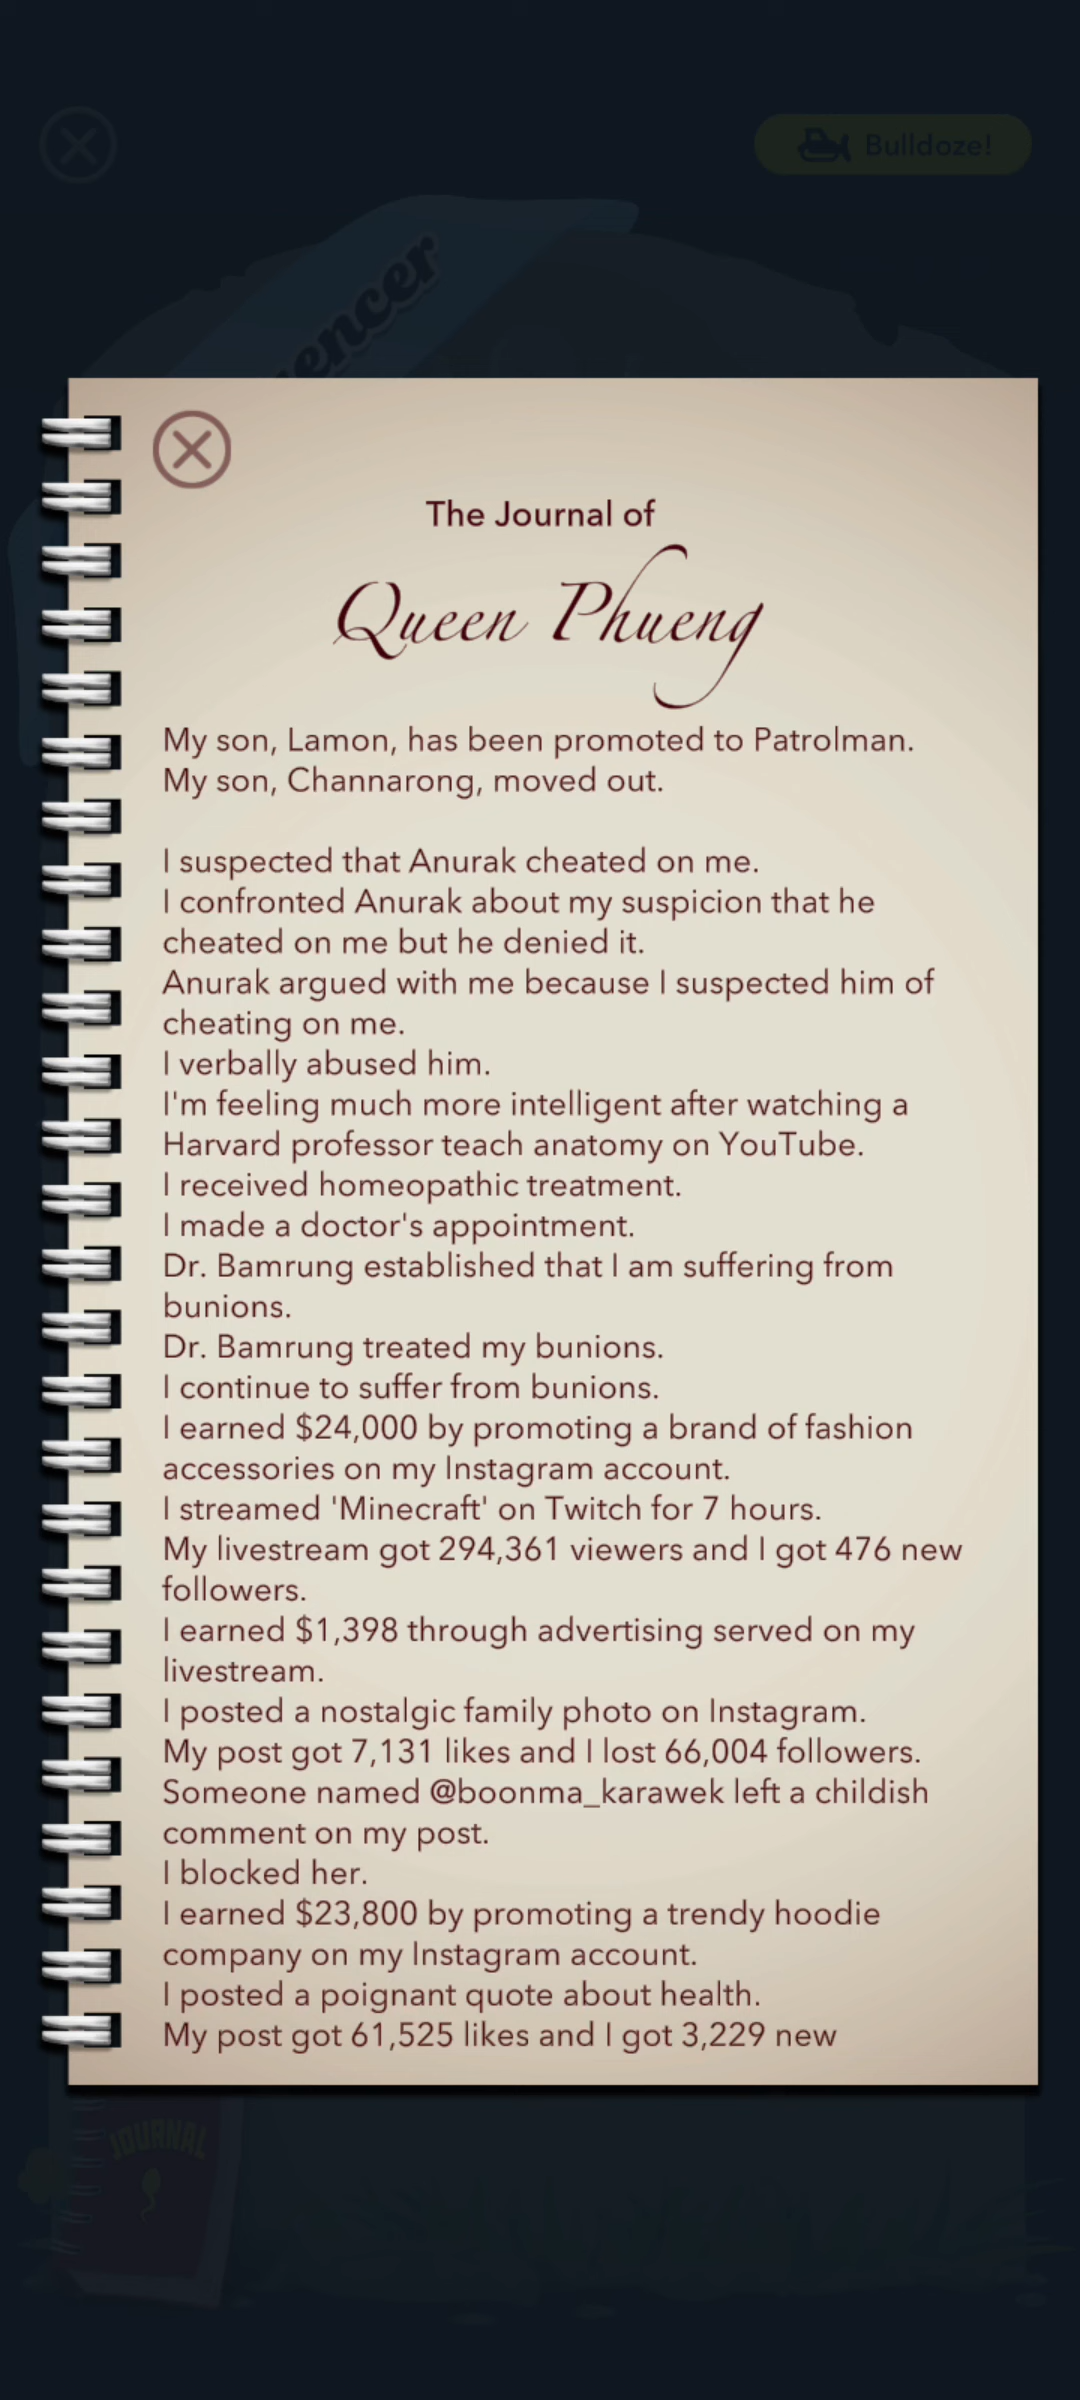 Bulldoze!
encer
The Journal of
Queen Phueng
My son, Lamon, has been promoted to Patrolman.
My son, Channarong, moved out.
I suspected that Anurak cheated on me.
I confronted Anurak about my suspicion that he
cheated on me but he denied it.
Anurak argued with me because I suspected him of
cheating on me.
I verbally abused him.
I'm feeling much more intelligent after watching a
Harvard professor teach anatomy on YouTube.
I received homeopathic treatment.
I made a doctor's appointment.
Dr. Bamrung established that I am suffering from
bunions.
Dr. Bamrung treated my bunions.
I continue to suffer from bunions.
I earned $24,000 by promoting a brand of fashion
accessories on my Instagram account.
I streamed 'Minecraft' on Twitch for 7 hours.
My livestream got 294,361 viewers and I got 476 new
followers.
I earned $1,398 through advertising served on my
livestream.
I posted a nostalgic family photo on Instagram.
My post got 7,131 likes and I lost 66,004 followers.
Someone named @boonma_karawek left a childish
comment on my post.
I blocked her.
I earned $23,800 by promoting a trendy hoodie
company on my Instagram account.
I posted a poignant quote about health.
My post got 61,525 likes and I got 3,229 new
JOURNAL